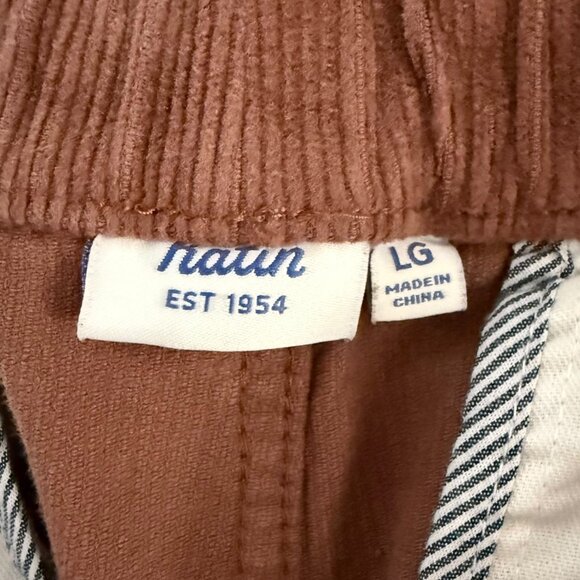 Katin
EST 1954
LG
MADE IN
CHINA